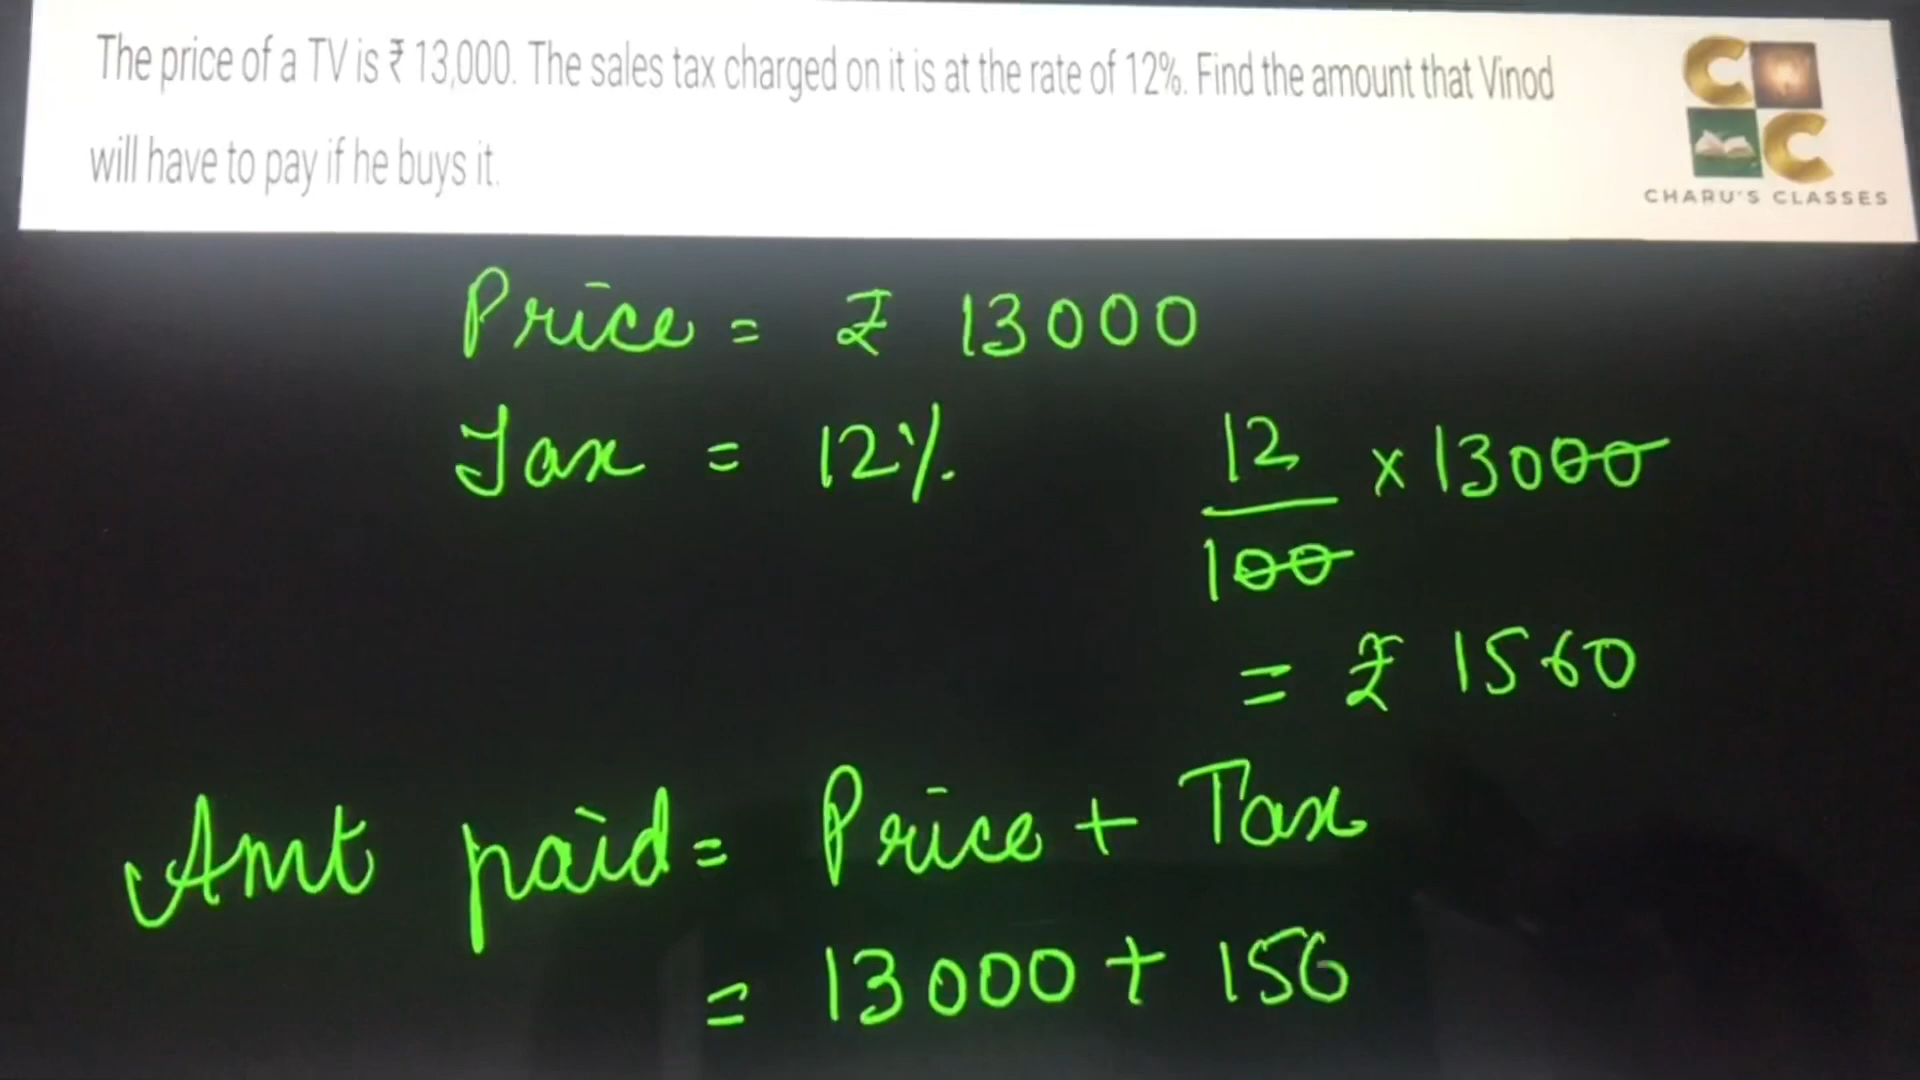 The price of a TV is ₹ 13,000. The sales tax charged on it is at the rate of 12%. Find the amount that Vinod
will have to pay if he buys it.
C
C
CHARU'S CLASSES
Price = ₹ 13000
Tax = 12%
12/100 × 13000
= ₹ 1560
Amt paid = Price + Tax
= 13000 + 156